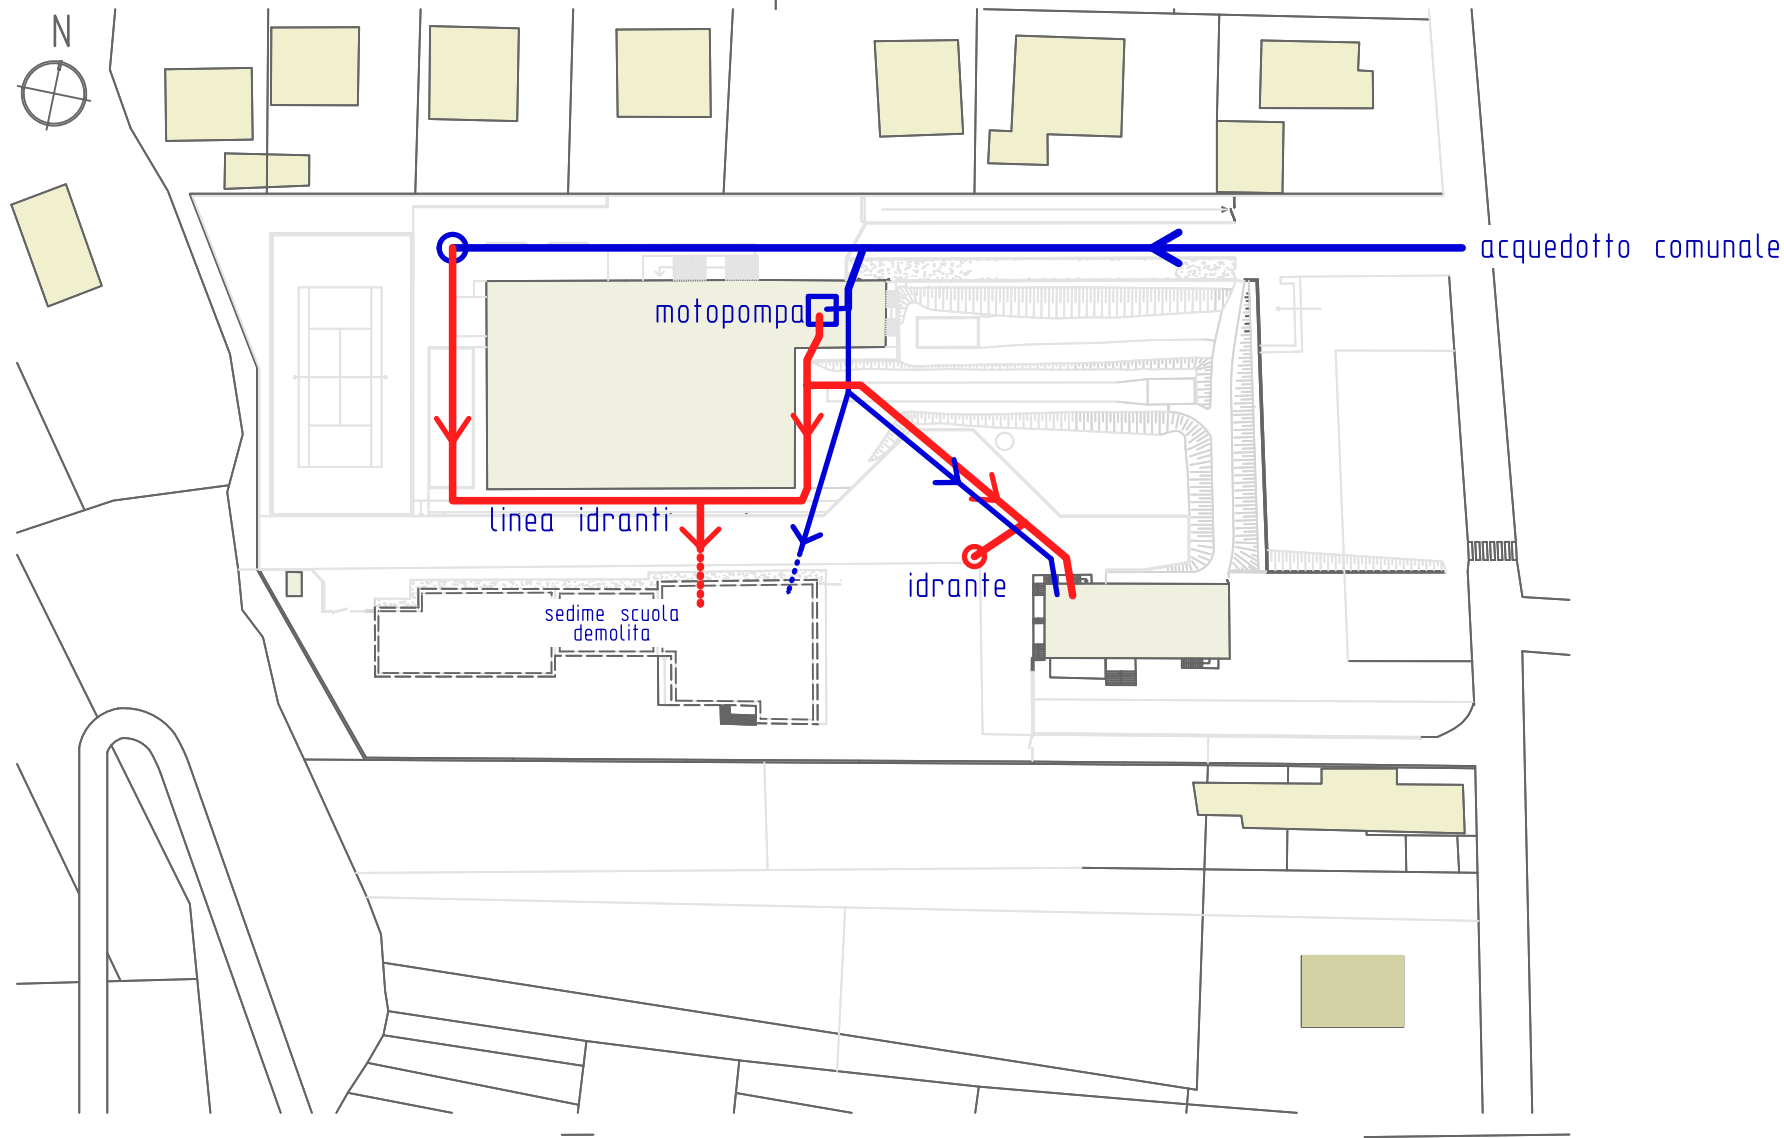 N
acquedotto comunale
motopompa
linea idranti
idrante
sedime scuola
demolita